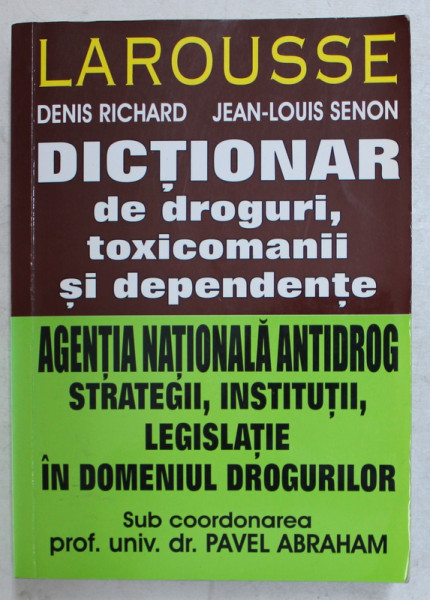 LAROUSSE
DENIS RICHARD JEAN-LOUIS SENON
DICȚIONAR
de droguri,
toxicomanii
și dependențe
AGENȚIA NAȚIONALĂ ANTIDROG
STRATEGII, INSTITUȚII,
LEGISLAȚIE
ÎN DOMENIUL DROGURILOR
Sub coordonarea
prof. univ. dr. PAVEL ABRAHAM